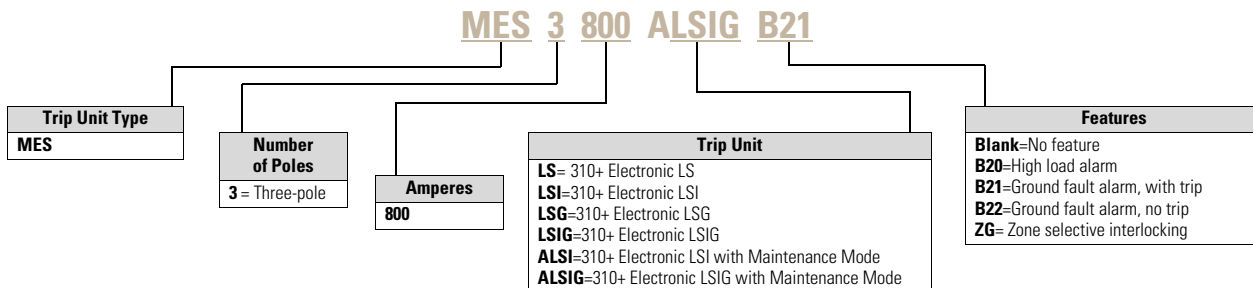 MES 3 800 ALSIG B21
Trip Unit Type
MES
Number
of Poles
3 = Three-pole
Amperes
800
Trip Unit
LS= 310+ Electronic LS
LSI=310+ Electronic LSI
LSG=310+ Electronic LSG
LSIG=310+ Electronic LSIG
ALSI=310+ Electronic LSI with Maintenance Mode
ALSIG=310+ Electronic LSIG with Maintenance Mode
Features
Blank=No feature
B20=High load alarm
B21=Ground fault alarm, with trip
B22=Ground fault alarm, no trip
ZG= Zone selective interlocking